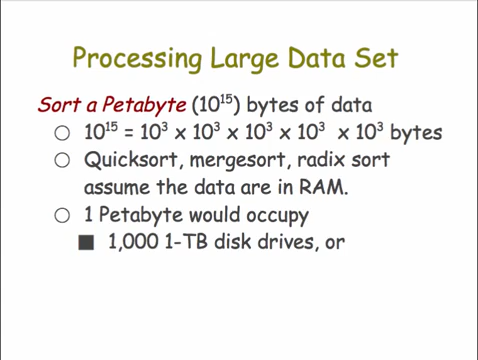 Processing Large Data Set
Sort a Petabyte (10¹⁵) bytes of data
○ 10¹⁵ = 10³ x 10³ x 10³ x 10³ x 10³ bytes
○ Quicksort, mergesort, radix sort
assume the data are in RAM.
○ 1 Petabyte would occupy
■ 1,000 1-TB disk drives, or